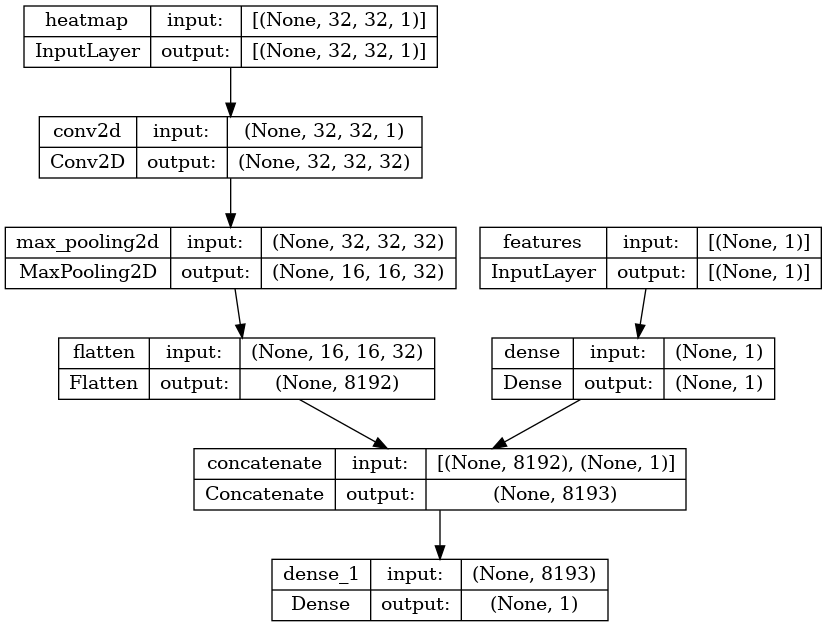 heatmap input: [(None, 32, 32, 1)]
InputLayer output: [(None, 32, 32, 1)]
conv2d input: (None, 32, 32, 1)
Conv2D output: (None, 32, 32, 32)
max_pooling2d input: (None, 32, 32, 32)
MaxPooling2D output: (None, 16, 16, 32)
features input: [(None, 1)]
InputLayer output: [(None, 1)]
flatten input: (None, 16, 16, 32)
Flatten output: (None, 8192)
dense input: (None, 1)
Dense output: (None, 1)
concatenate input: [(None, 8192), (None, 1)]
Concatenate output: (None, 8193)
dense_1 input: (None, 8193)
Dense output: (None, 1)